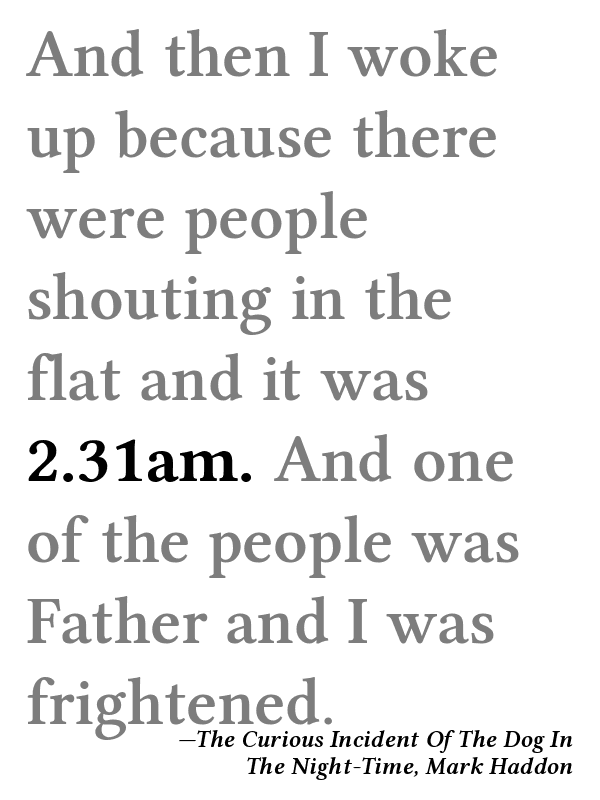 And then I woke
up because there
were people
shouting in the
flat and it was
2.31am. And one
of the people was
Father and I was
frightened.
—The Curious Incident Of The Dog In
The Night-Time, Mark Haddon